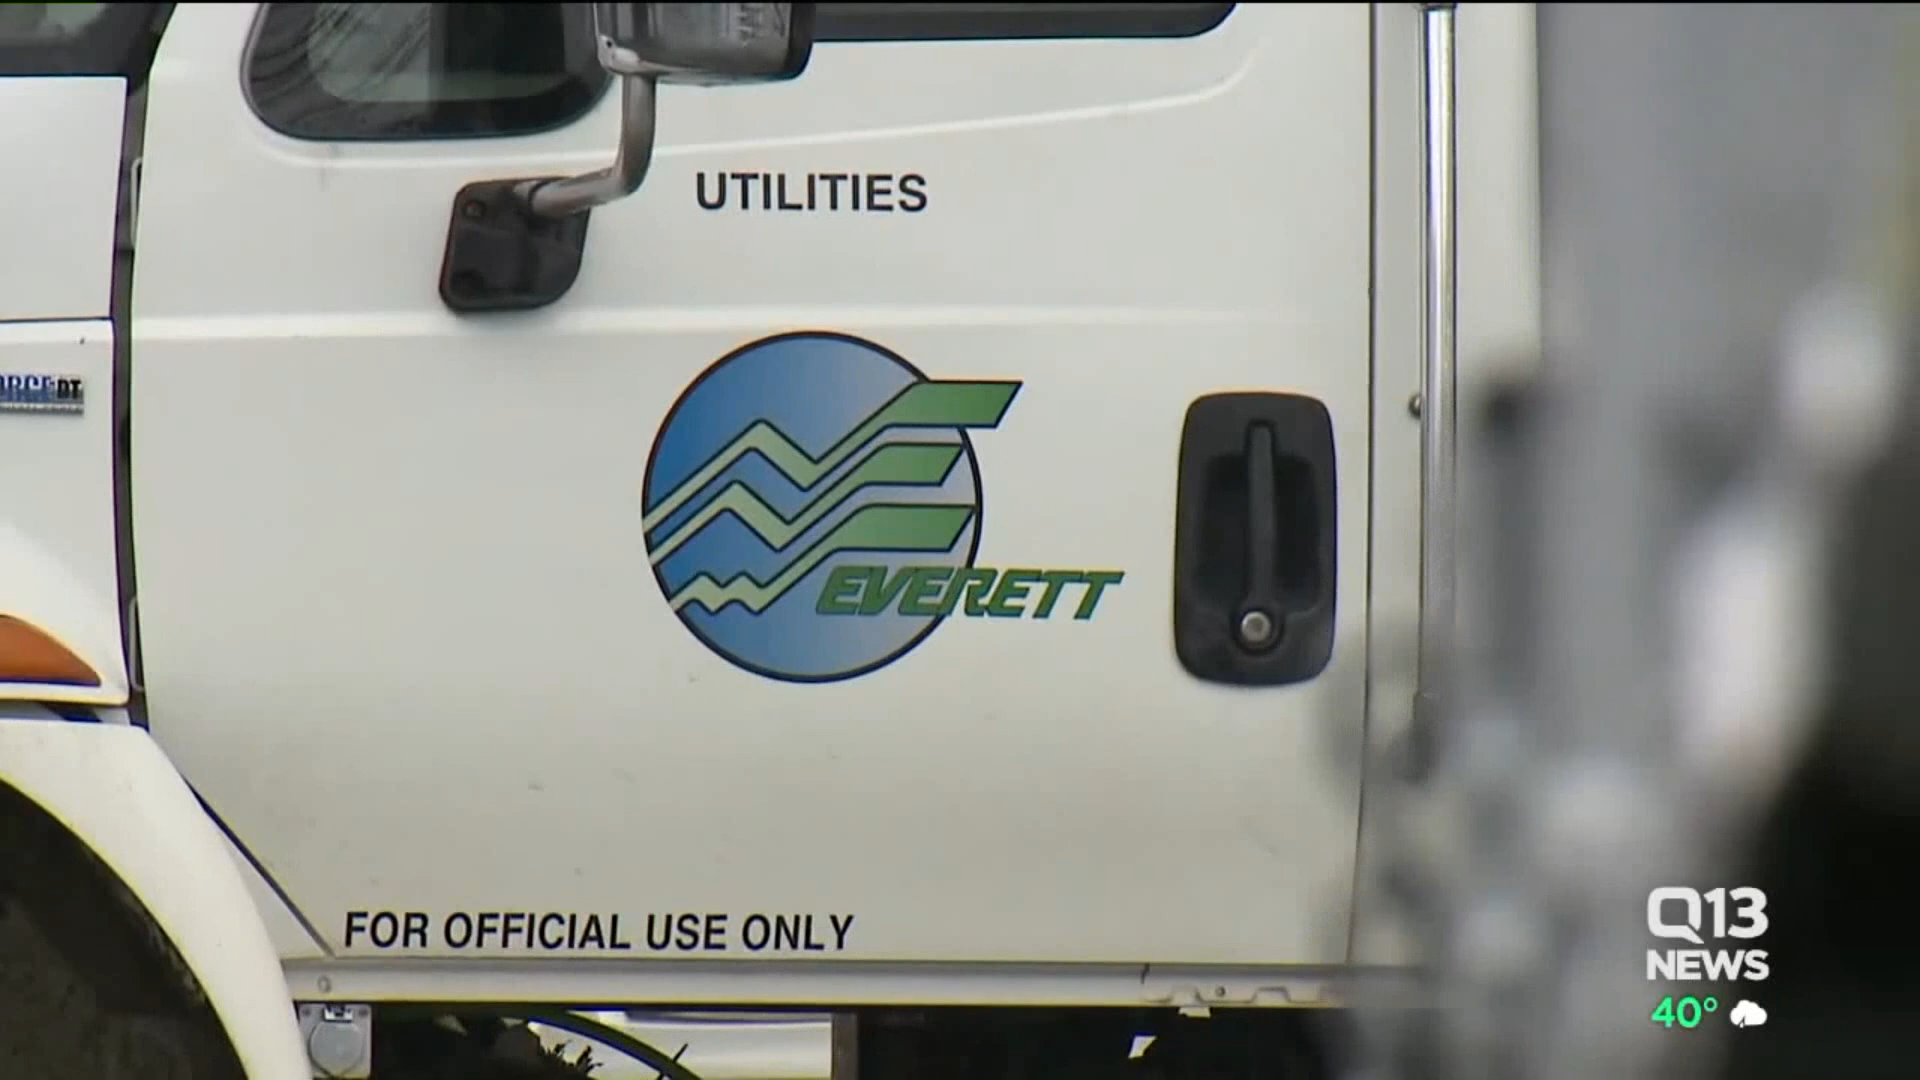 UTILITIES
EVERETT
FOR OFFICIAL USE ONLY
Q13
NEWS
40°